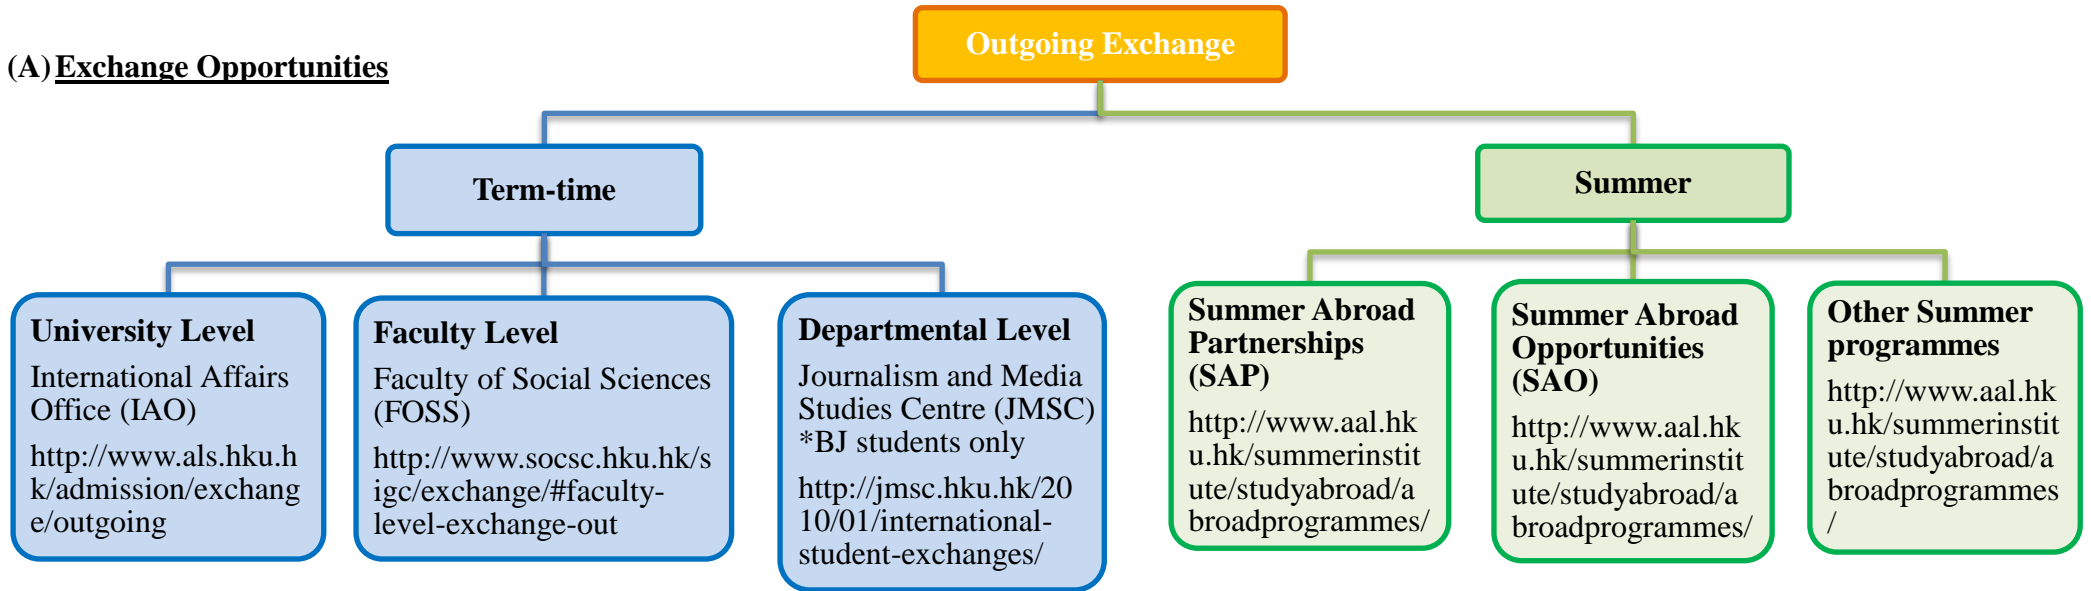 Outgoing Exchange
(A) Exchange Opportunities
Term-time
Summer
University Level
International Affairs
Office (IAO)
http://www.als.hku.h
k/admission/exchang
e/outgoing
Faculty Level
Faculty of Social Sciences
(FOSS)
http://www.socsc.hku.hk/s
igc/exchange/#faculty-
level-exchange-out
Departmental Level
Journalism and Media
Studies Centre (JMSC)
*BJ students only
http://jmsc.hku.hk/20
10/01/international-
student-exchanges/
Summer Abroad
Partnerships
(SAP)
http://www.aal.hk
u.hk/summerinstit
ute/studyabroad/a
broadprogrammes/
Summer Abroad
Opportunities
(SAO)
http://www.aal.hk
u.hk/summerinstit
ute/studyabroad/a
broadprogrammes/
Other Summer
programmes
http://www.aal.hk
u.hk/summerinstit
ute/studyabroad/a
broadprogrammes
/